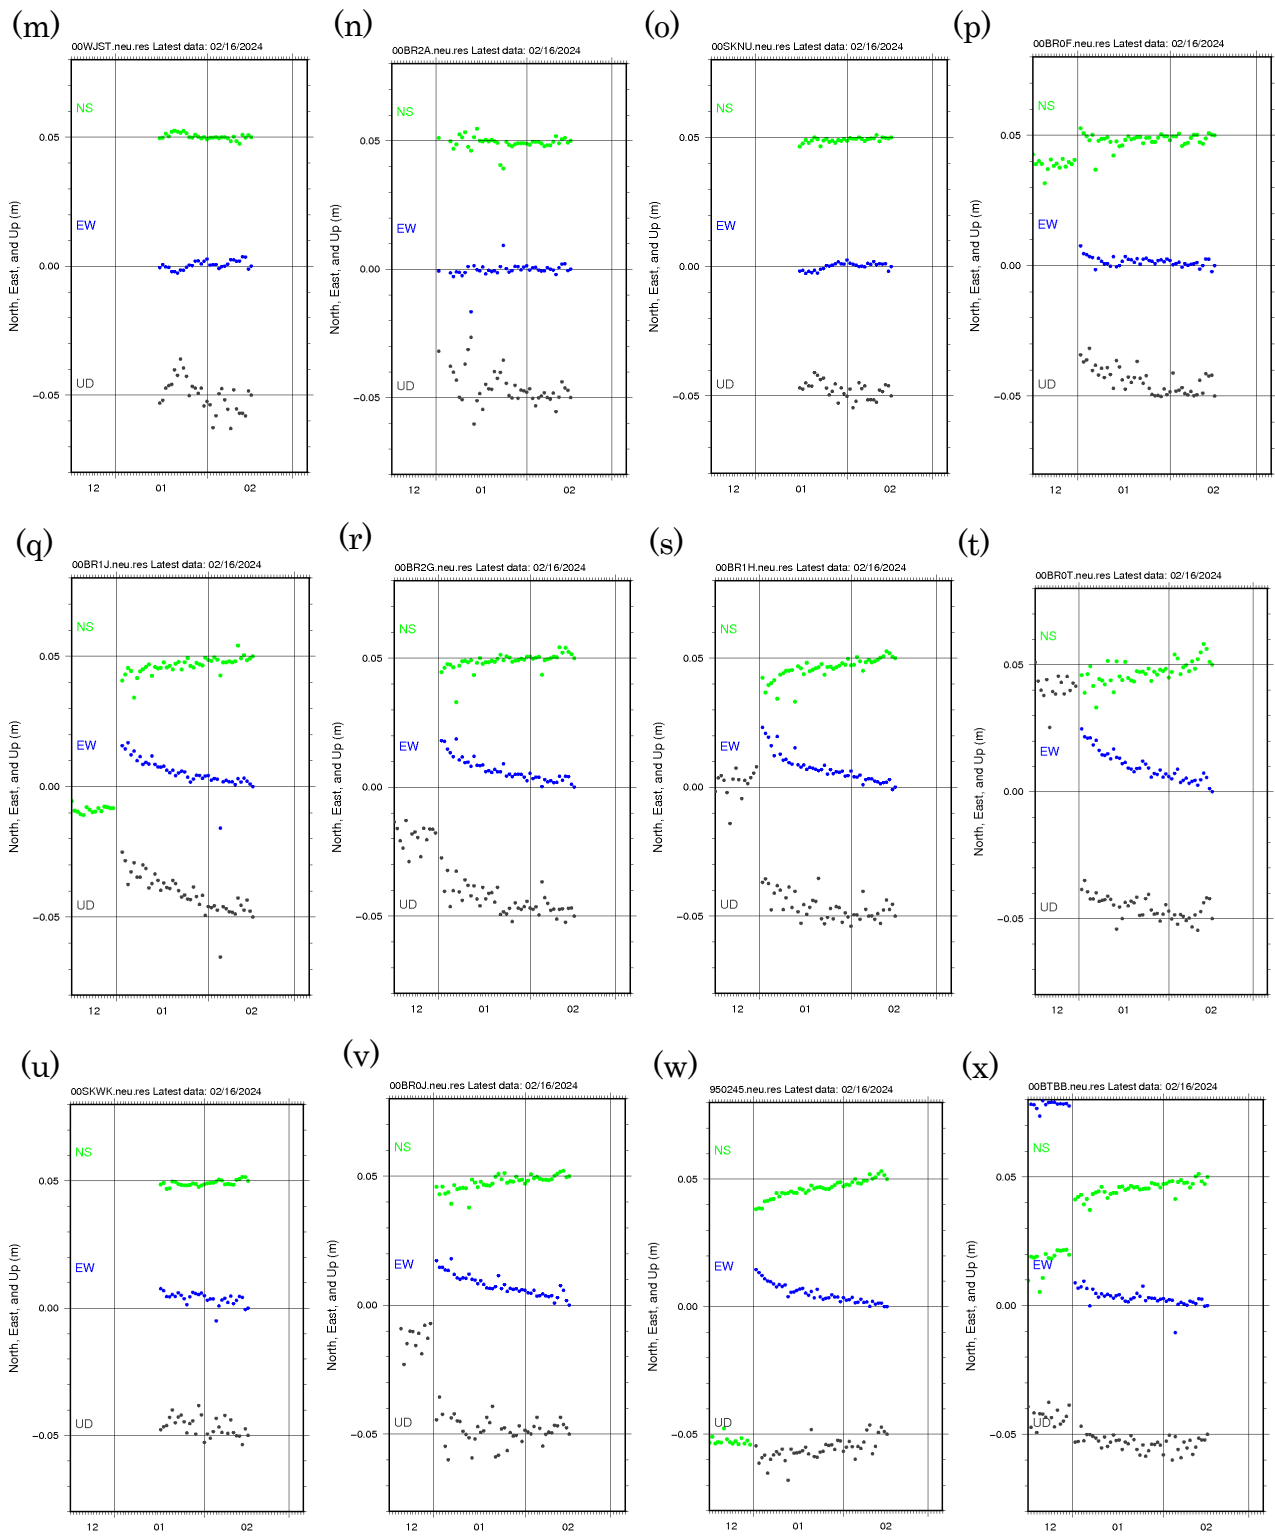 (m)
00WJST.neu.res Latest data: 02/16/2024
NS
0.05
EW
0.00
UD
−0.05
North, East, and Up (m)
12 01 02
(n)
00BR2A.neu.res Latest data: 02/16/2024
NS
0.05
EW
0.00
UD
−0.05
North, East, and Up (m)
01 02
(o)
00SKNU.neu.res Latest data: 02/16/2024
NS
0.05
EW
0.00
UD
−0.05
North, East, and Up (m)
12 01 02
(p)
00BR0F.neu.res Latest data: 02/16/2024
NS
0.05
EW
0.00
UD
−0.05
North, East, and Up (m)
12 01 02
(q)
00BR1J.neu.res Latest data: 02/16/2024
NS
0.05
EW
0.00
UD
−0.05
North, East, and Up (m)
12 01 02
(r)
00BR2G.neu.res Latest data: 02/16/2024
NS
0.05
EW
0.00
UD
−0.05
North, East, and Up (m)
12 01 02
(s)
00BR1H.neu.res Latest data: 02/16/2024
NS
0.05
EW
0.00
UD
−0.05
North, East, and Up (m)
12 01 02
(t)
00BR0T.neu.res Latest data: 02/16/2024
NS
0.05
EW
0.00
UD
−0.05
North, East, and Up (m)
12 01 02
(u)
00SKWK.neu.res Latest data: 02/16/2024
NS
0.05
EW
0.00
UD
−0.05
North, East, and Up (m)
12 01 02
(v)
00BR0J.neu.res Latest data: 02/16/2024
NS
0.05
EW
0.00
UD
−0.05
North, East, and Up (m)
12 01 02
(w)
950245.neu.res Latest data: 02/16/2024
NS
0.05
EW
0.00
UD
−0.05
North, East, and Up (m)
12 01 02
(x)
00BTBB.neu.res Latest data: 02/16/2024
NS
0.05
EW
0.00
UD
−0.05
North, East, and Up (m)
12 01 02